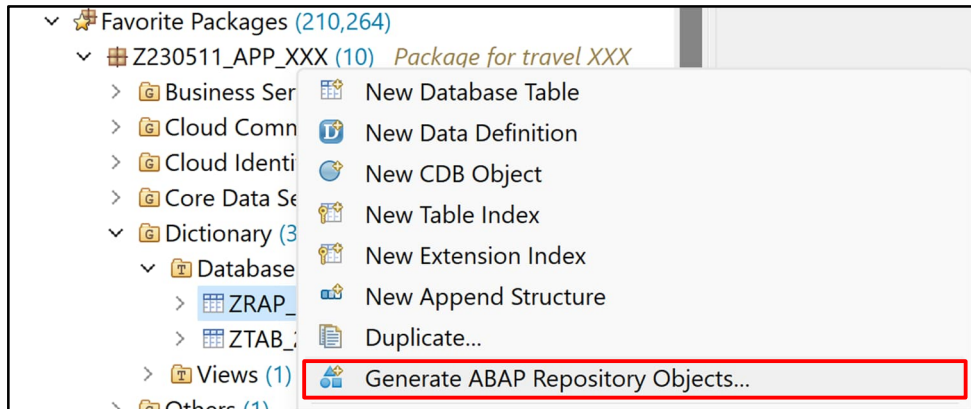 Favorite Packages (210,264)
Z230511_APP_XXX (10) Package for travel XXX
Business Ser
Cloud Comn
Cloud Identi
Core Data Se
Dictionary (3
Database
ZRAP_
ZTAB_
Views (1)
Others (1)
New Database Table
New Data Definition
New CDB Object
New Table Index
New Extension Index
New Append Structure
Duplicate...
Generate ABAP Repository Objects...